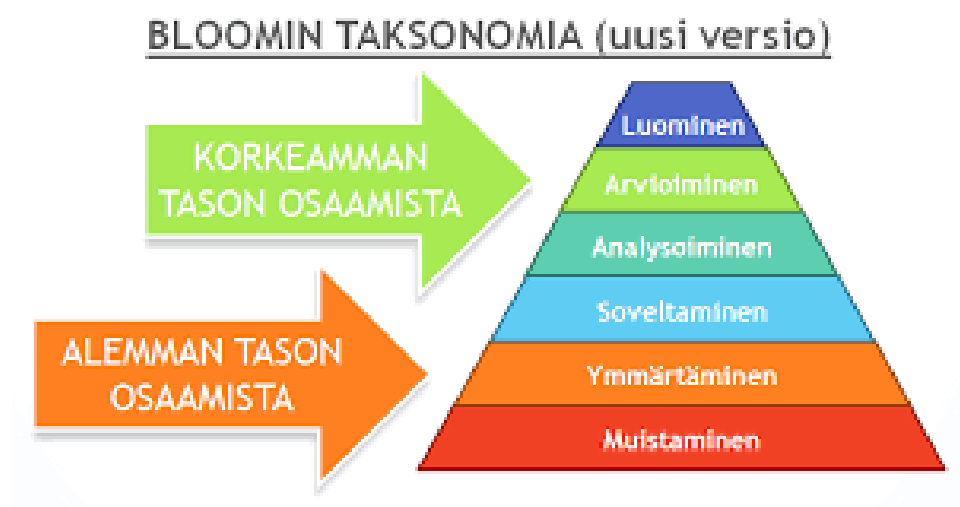 BLOOMIN TAKSONOMIA (uusi versio)
KORKEAMMAN
TASON OSAAMISTA
ALEMMAN TASON
OSAAMISTA
Luominen
Arvioiminen
Analysoiminen
Soveltaminen
Ymmärtäminen
Muistaminen